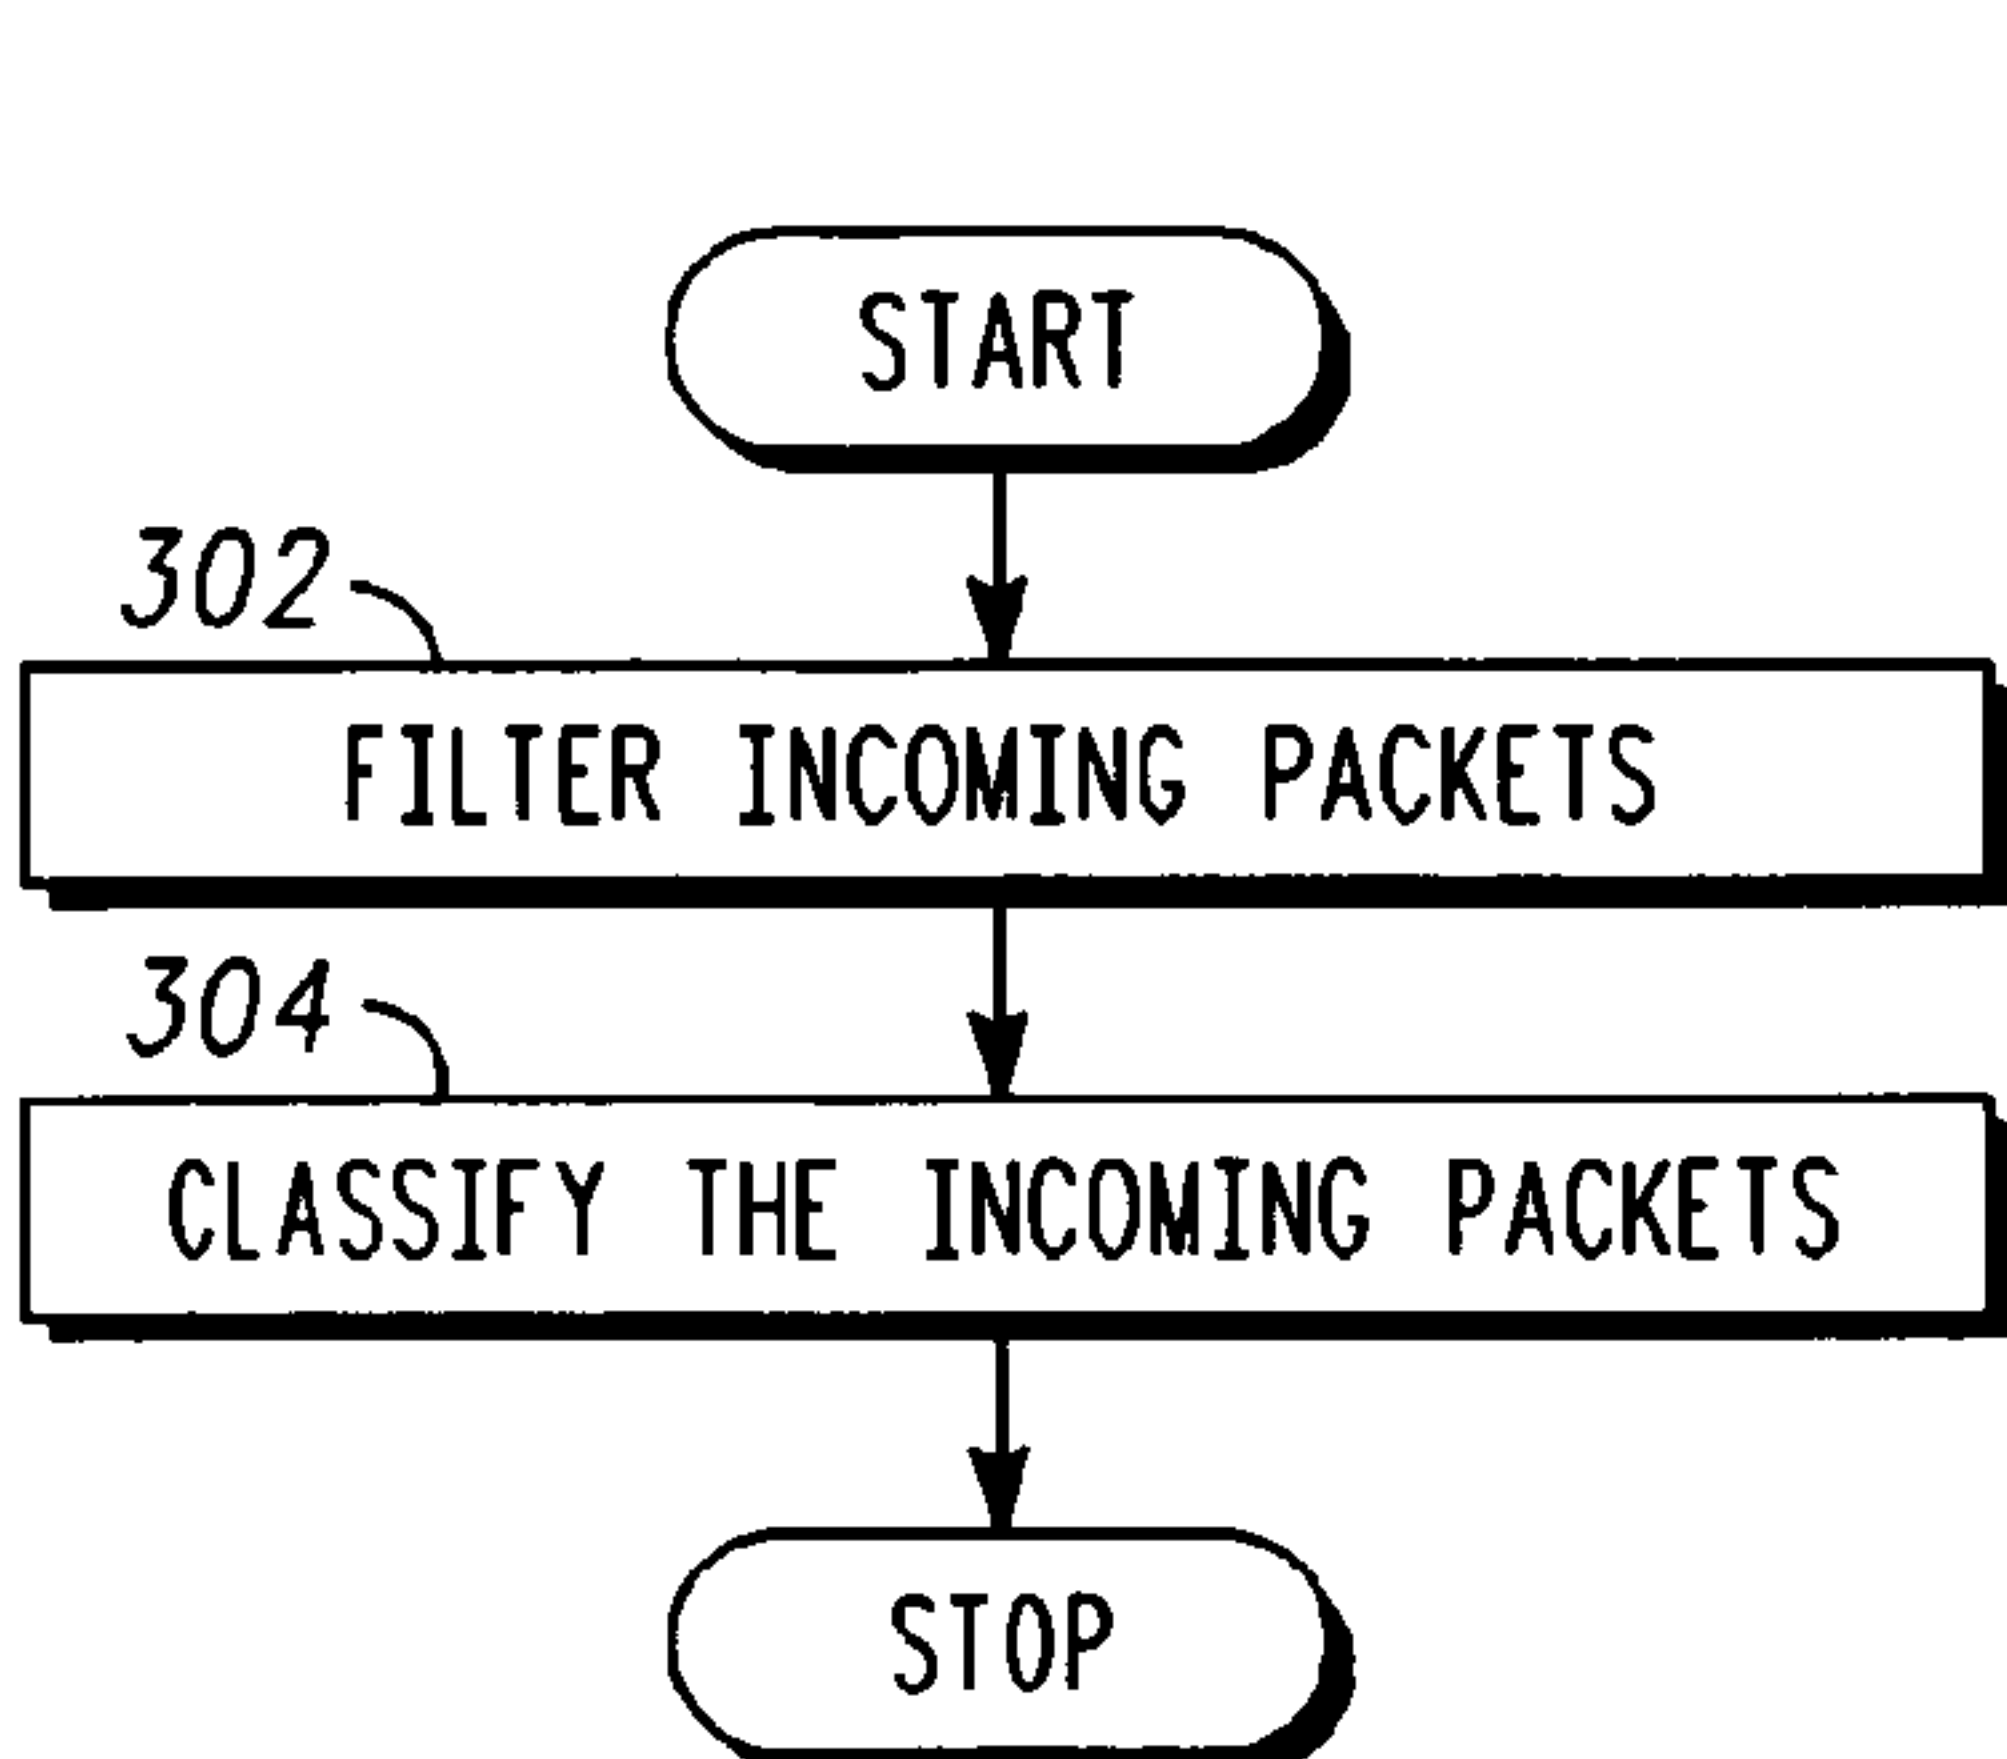 START
302
FILTER INCOMING PACKETS
304
CLASSIFY THE INCOMING PACKETS
STOP